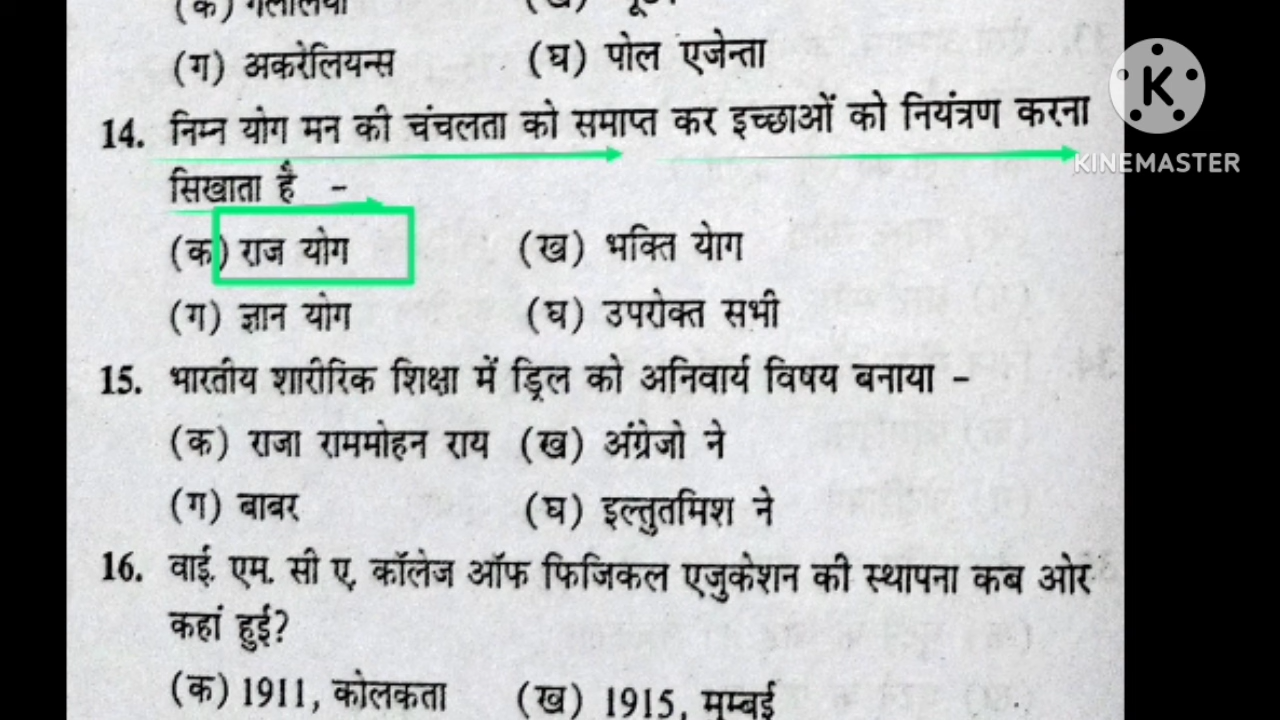 (ग) अकरेलियन्स (घ) पोल एजेन्ता
K
14. निम्न योग मन की चंचलता को समाप्त कर इच्छाओं को नियंत्रण करना
KINEMASTER
सिखाता है -
(क) राज योग (ख) भक्ति येाग
(ग) ज्ञान योग (घ) उपरोक्त सभी
15. भारतीय शारीरिक शिक्षा में ड्रिल को अनिवार्य विषय बनाया -
(क) राजा राममोहन राय (ख) अंग्रेजो ने
(ग) बाबर (घ) इल्तुतमिश ने
16. वाई. एम. सी ए. कॉलेज ऑफ फिजिकल एजुकेशन की स्थापना कब ओर
कहां हुई?
(क) 1911, कोलकता (ख) 1915, मुम्बई